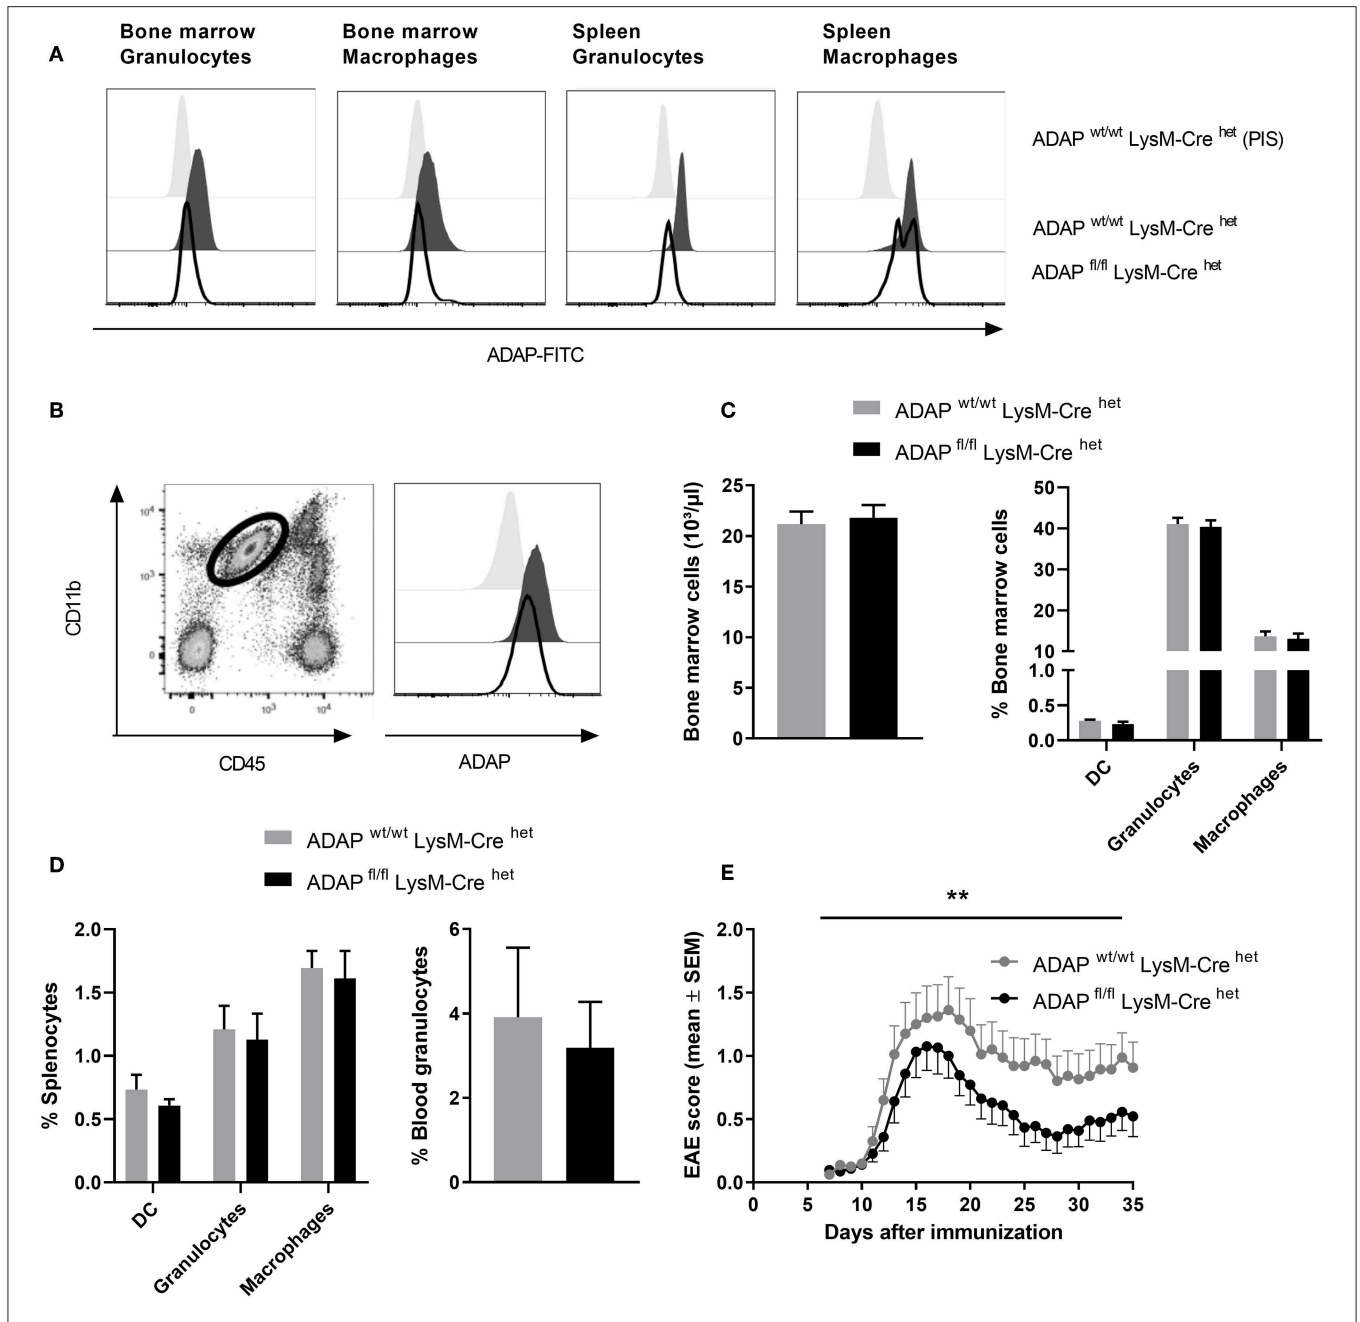 A
Bone marrow
Granulocytes
Bone marrow
Macrophages
Spleen
Granulocytes
Spleen
Macrophages
ADAP wt/wt LysM-Cre het (PIS)
ADAP wt/wt LysM-Cre het
ADAP fl/fl LysM-Cre het
ADAP-FITC
B
CD11b
10⁴
10³
0
0
10³
10⁴
CD45
ADAP
C
ADAP wt/wt LysM-Cre het
ADAP fl/fl LysM-Cre het
Bone marrow cells (10³/µl)
25
20
15
10
5
0
% Bone marrow cells
50
40
30
20
10
1.0
0.5
0.0
DC
Granulocytes
Macrophages
D
ADAP wt/wt LysM-Cre het
ADAP fl/fl LysM-Cre het
% Splenocytes
2.0
1.5
1.0
0.5
0.0
DC
Granulocytes
Macrophages
% Blood granulocytes
6
4
2
0
E
**
EAE score (mean ± SEM)
2.0
1.5
1.0
0.5
0.0
ADAP wt/wt LysM-Cre het
ADAP fl/fl LysM-Cre het
0 5 10 15 20 25 30 35
Days after immunization